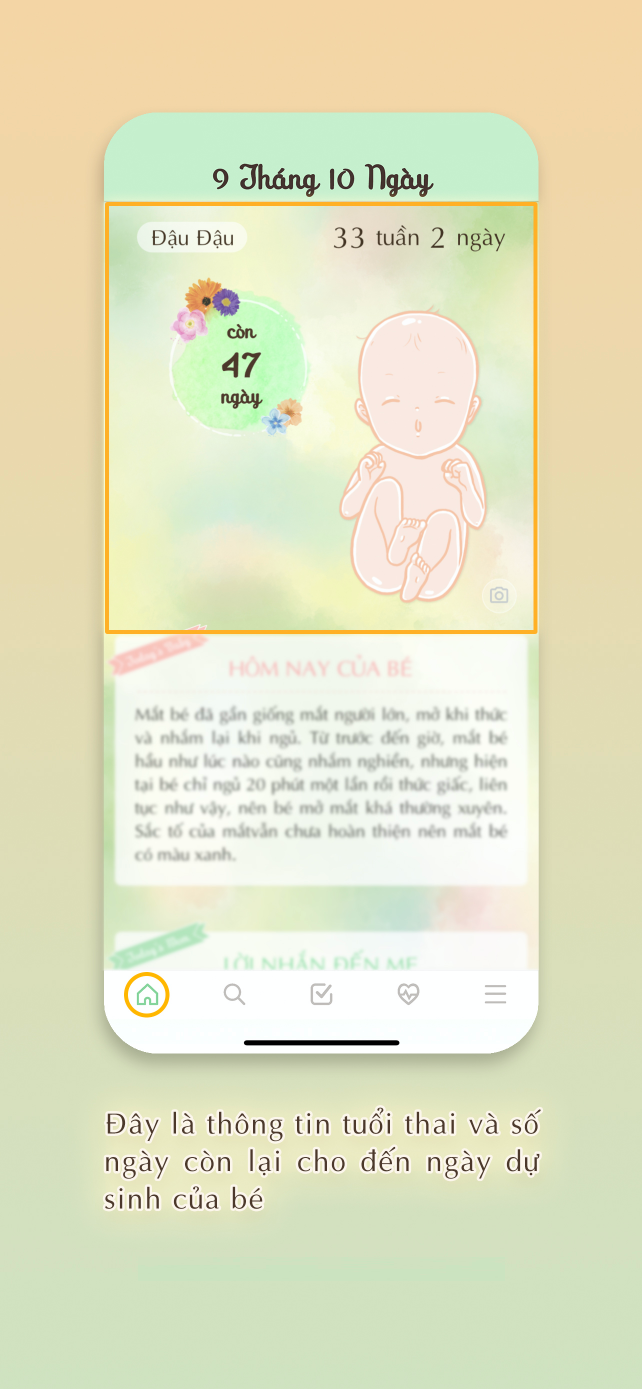 9 Tháng 10 Ngày
Đậu Đậu
33 tuần 2 ngày
còn
47
ngày
HÔM NAY CỦA BÉ
Mắt bé đã gần giống mắt người lớn, mở khi thức
và nhắm lại khi ngủ. Từ trước đến giờ, mắt bé
hầu như lúc nào cũng nhắm nghiền, nhưng hiện
tại bé chỉ ngủ 20 phút một lần rồi thức giấc, liên
tục như vậy, nên bé mở mắt khá thường xuyên.
Sắc tố của mắtvẫn chưa hoàn thiện nên mắt bé
có màu xanh.
LỜI NHẮN ĐẾN MẸ
Đây là thông tin tuổi thai và số
ngày còn lại cho đến ngày dự
sinh của bé